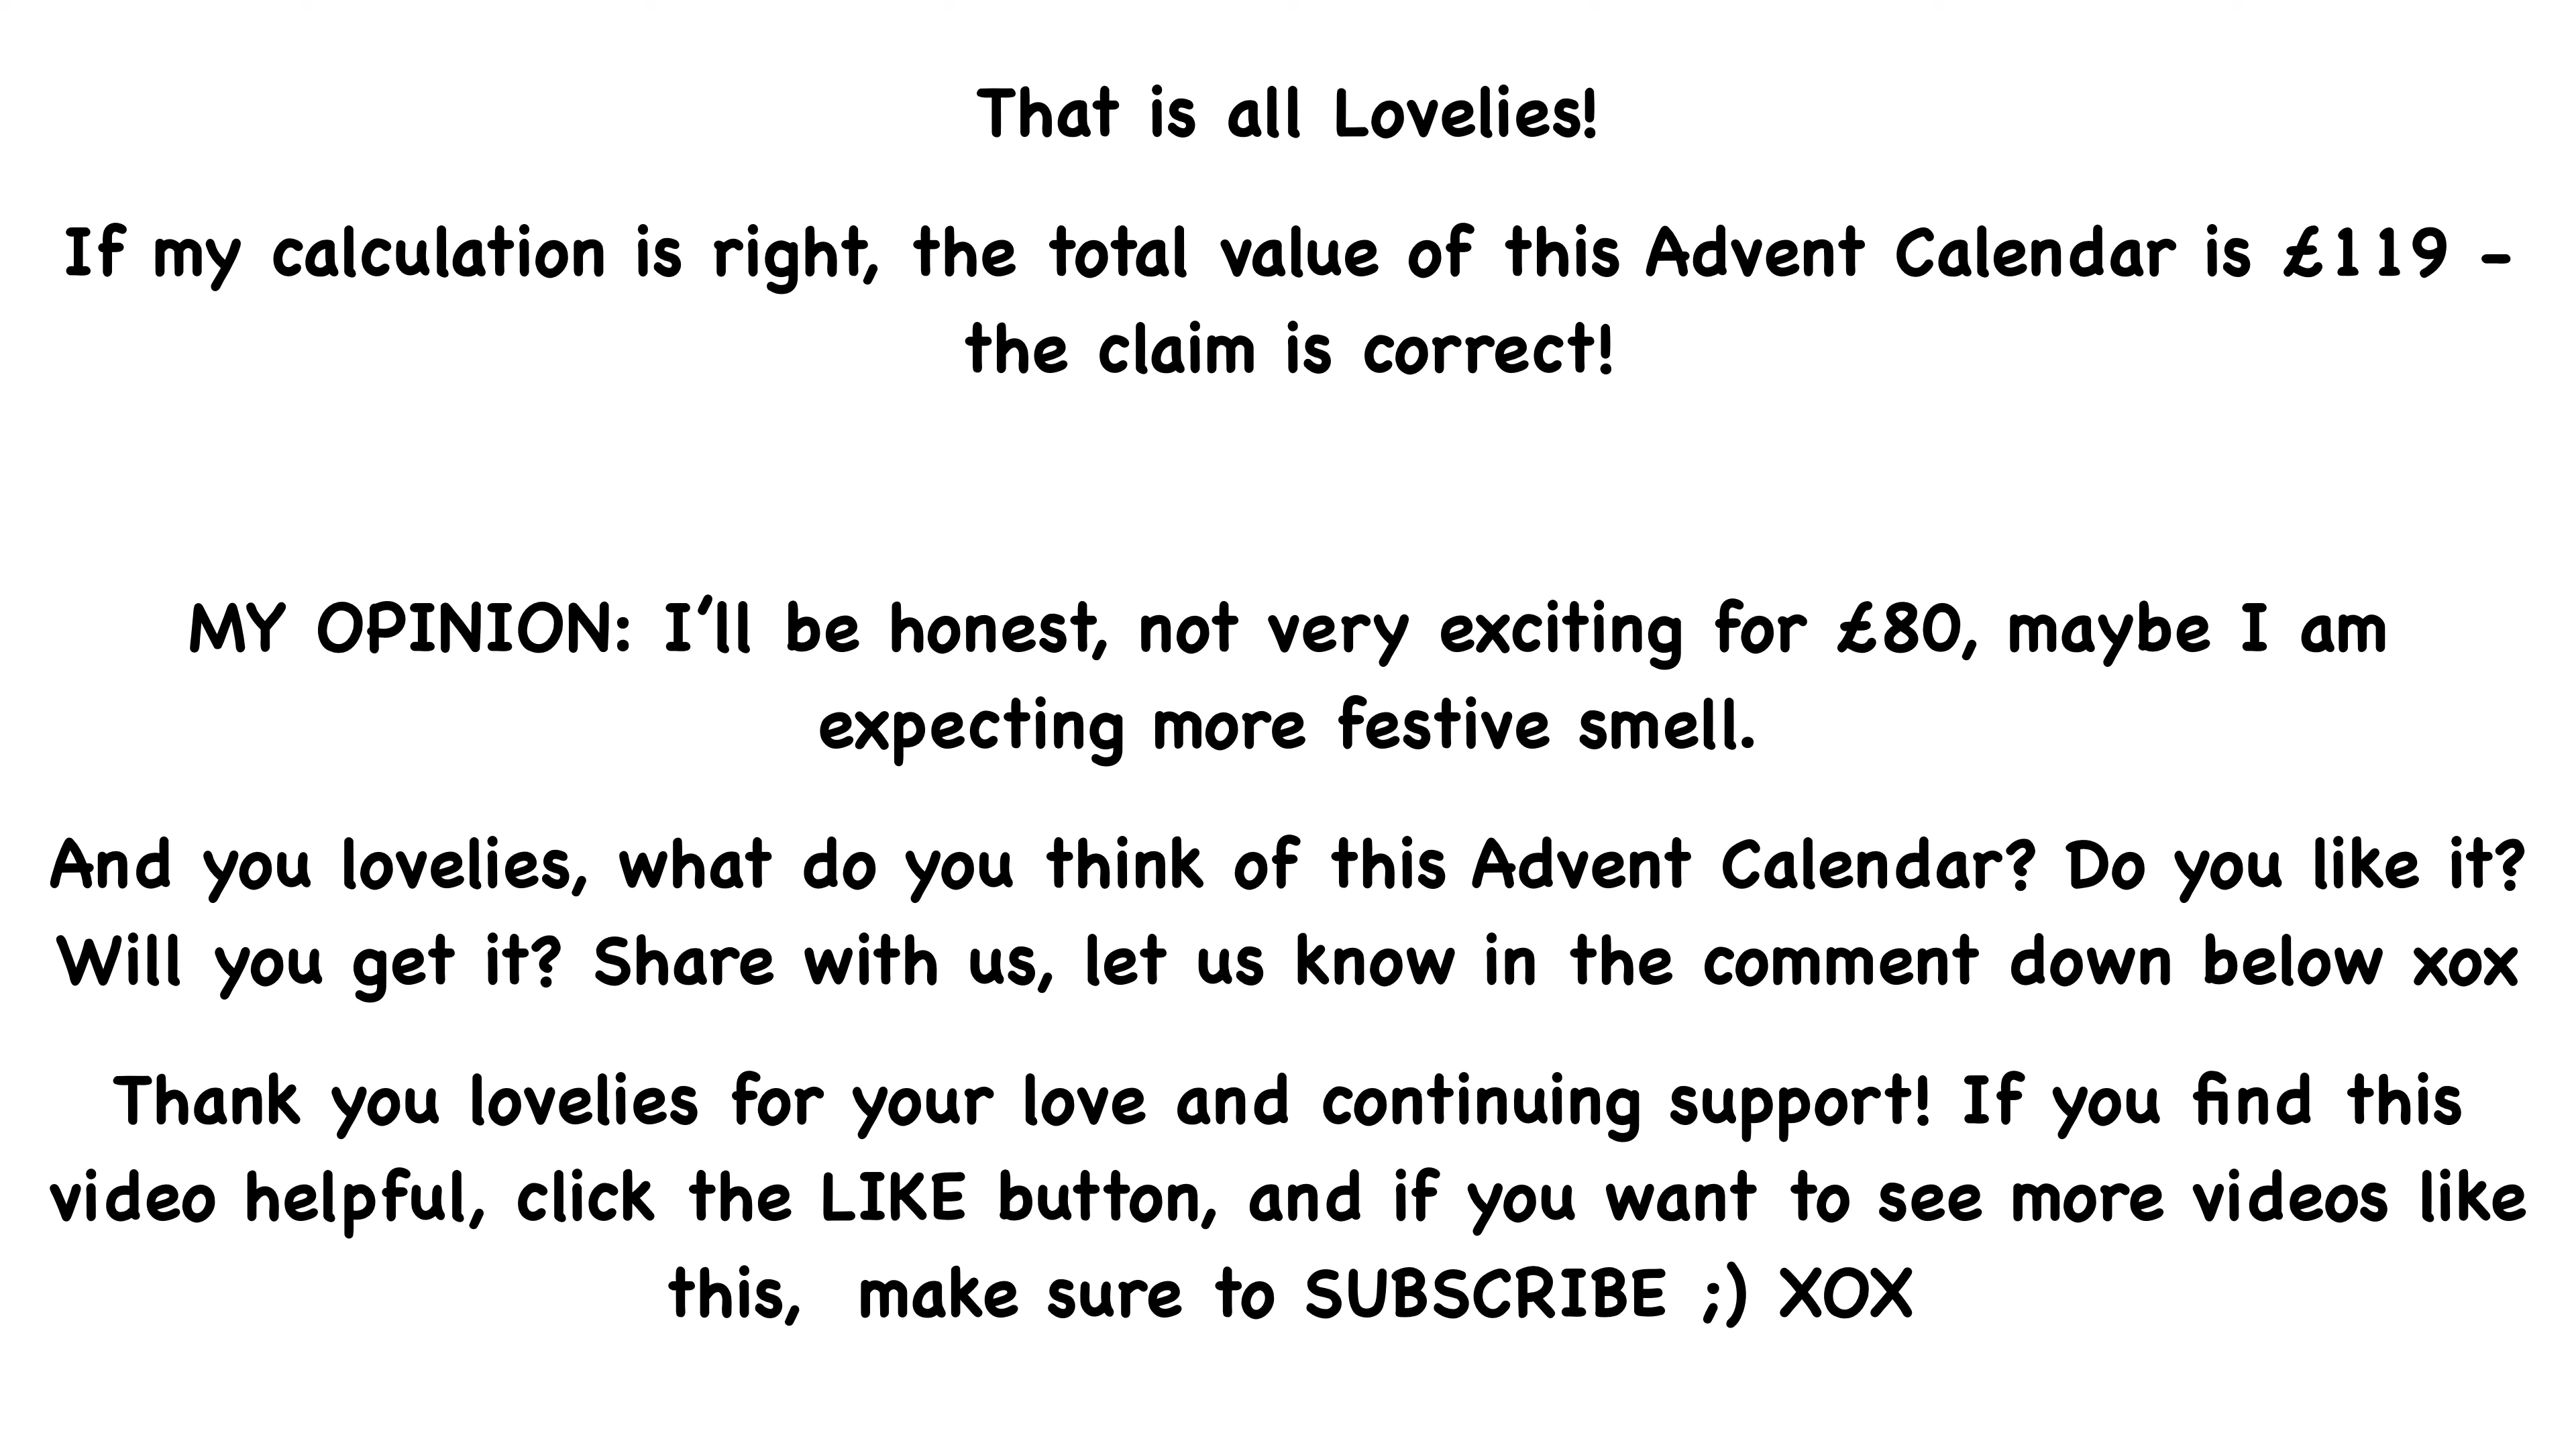 That is all Lovelies!
If my calculation is right, the total value of this Advent Calendar is £119 -
the claim is correct!
MY OPINION: I’ll be honest, not very exciting for £80, maybe I am
expecting more festive smell.
And you lovelies, what do you think of this Advent Calendar? Do you like it?
Will you get it? Share with us, let us know in the comment down below xox
Thank you lovelies for your love and continuing support! If you find this
video helpful, click the LIKE button, and if you want to see more videos like
this,  make sure to SUBSCRIBE ;) XOX